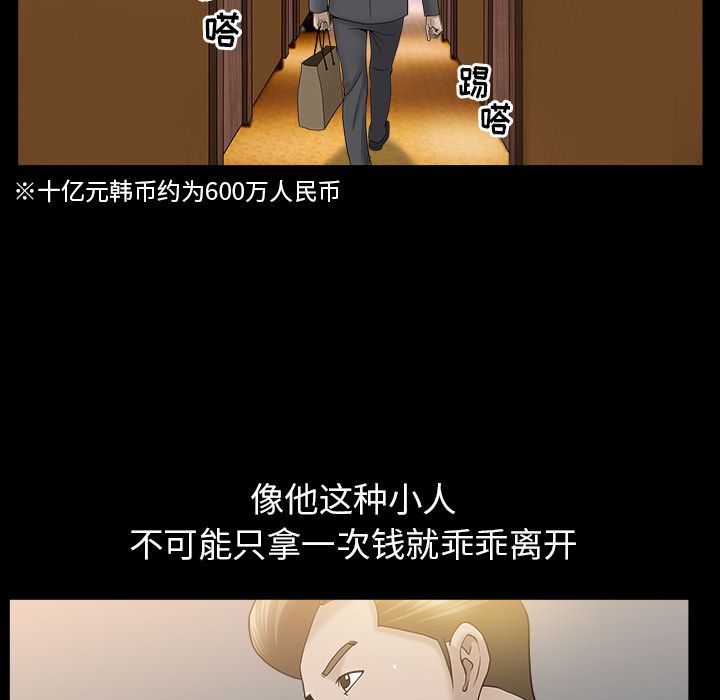 嗒
踢
嗒
※十亿元韩币约为600万人民币
像他这种小人
不可能只拿一次钱就乖乖离开